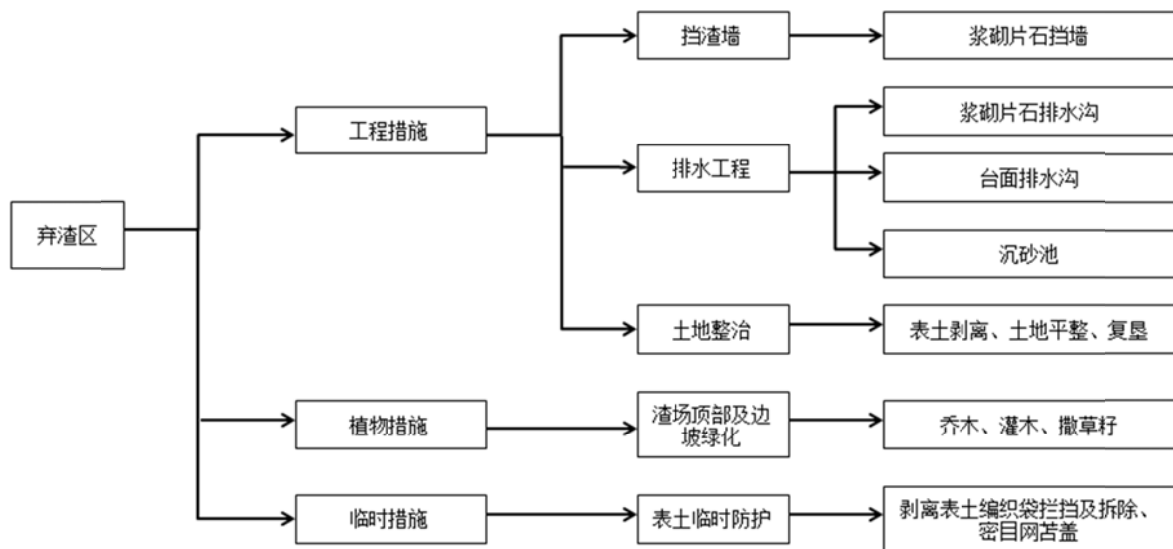 挡渣墙
浆砌片石挡墙
工程措施
浆砌片石排水沟
排水工程
台面排水沟
弃渣区
沉砂池
土地整治
表土剥离、土地平整、复垦
植物措施
渣场顶部及边
坡绿化
乔木、灌木、撒草籽
临时措施
表土临时防护
剥离表土编织袋拦挡及拆除、
密目网苫盖